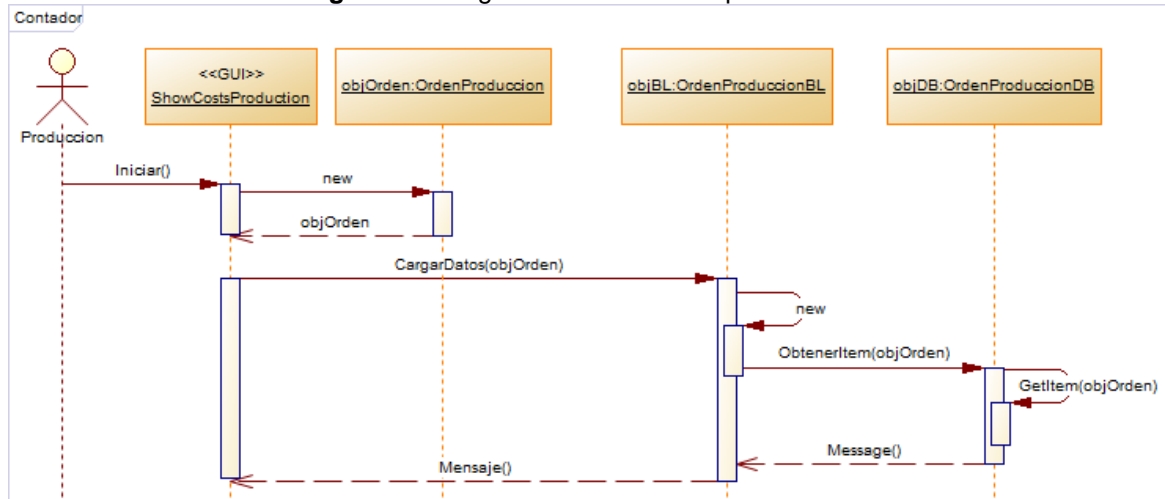 Contador
<<GUI>>
ShowCostsProduction
objOrden:OrdenProduccion
objBL:OrdenProduccionBL
objDB:OrdenProduccionDB
Produccion
Iniciar()
new
objOrden
CargarDatos(objOrden)
new
ObtenerItem(objOrden)
GetItem(objOrden)
Message()
Mensaje()